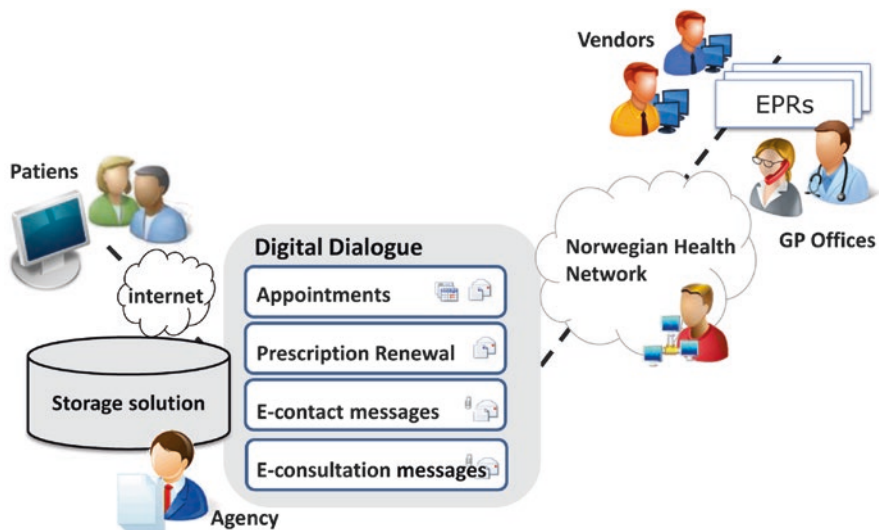 Vendors
EPRs
Patiens
GP Offices
internet
Norwegian Health
Network
Digital Dialogue
Appointments
Prescription Renewal
E-contact messages
E-consultation messages
Storage solution
Agency